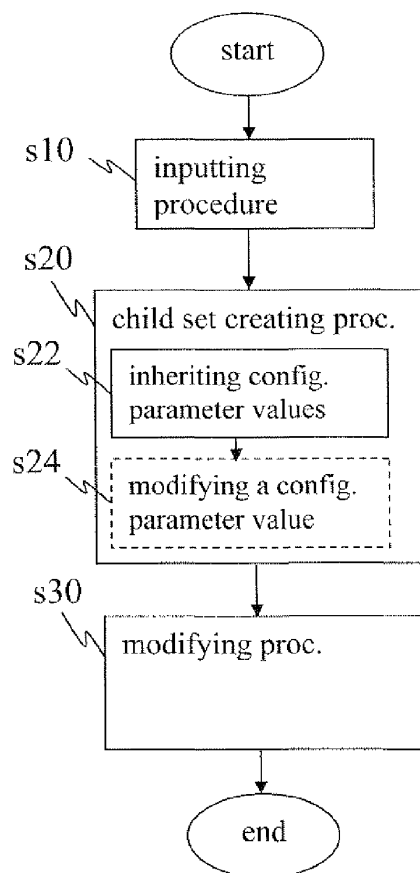 start
s10
inputting
procedure
s20
child set creating proc.
s22
inheriting config.
parameter values
s24
modifying a config.
parameter value
s30
modifying proc.
end